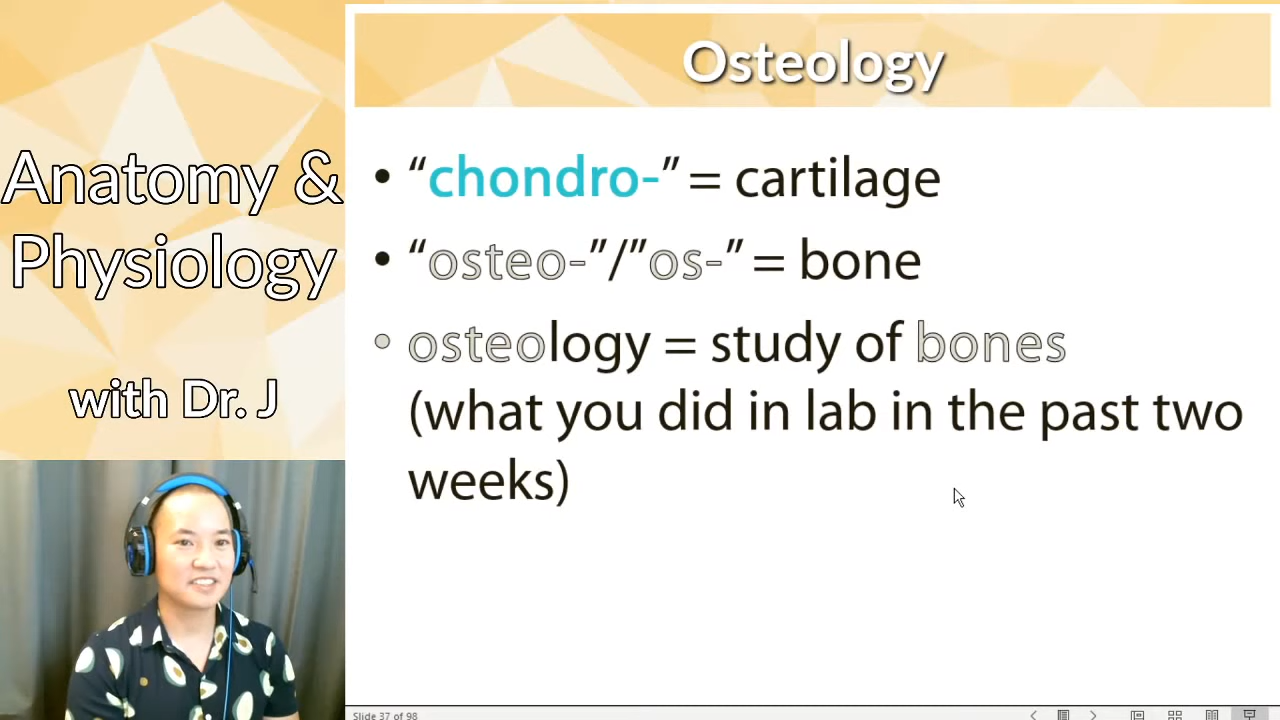 Anatomy &
Physiology
with Dr. J
Osteology
• “chondro-” = cartilage
• “osteo-”/”os-” = bone
• osteology = study of bones
(what you did in lab in the past two
weeks)
Slide 37 of 98